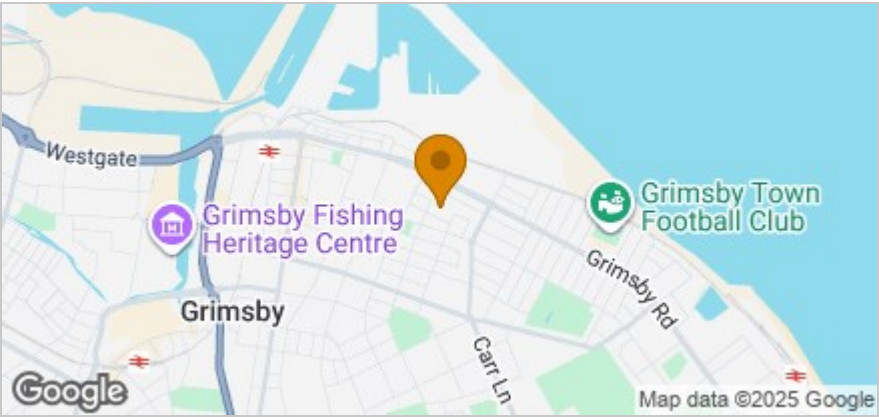 Westgate
Grimsby Fishing
Heritage Centre
Grimsby Town
Football Club
Grimsby Rd
Grimsby
Carr Ln
Google
Map data ©2025 Google